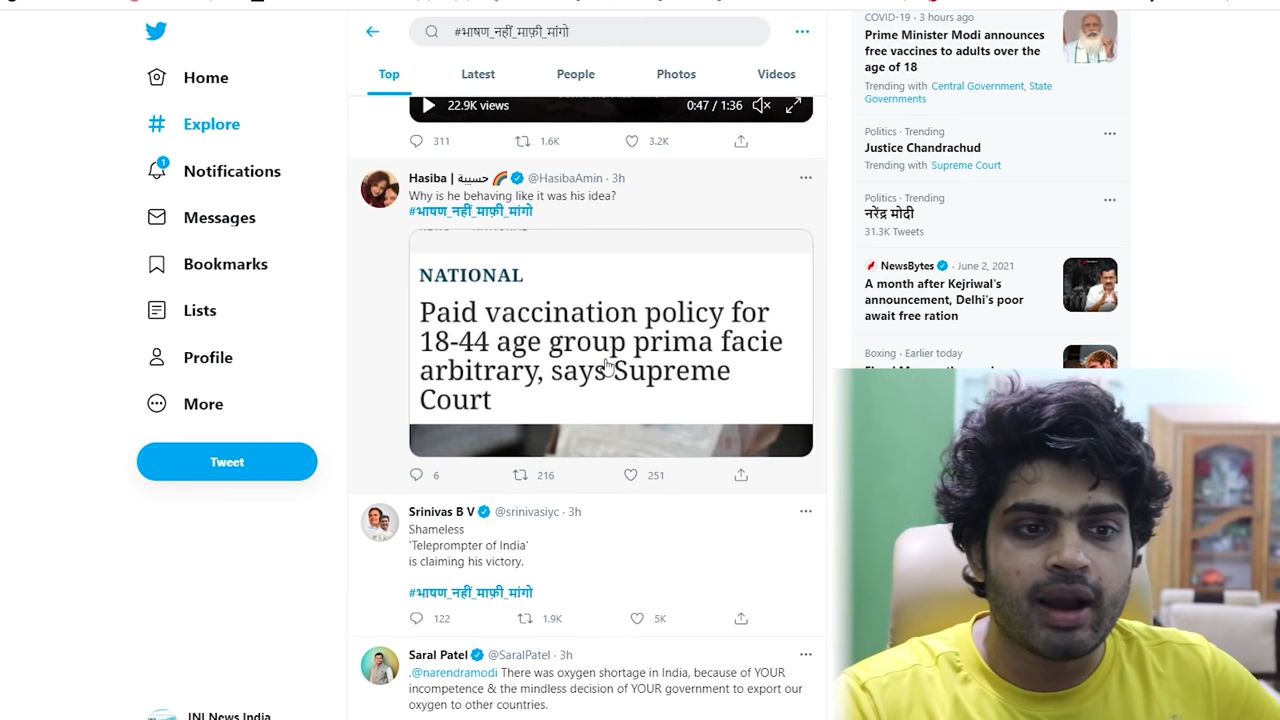 Home
Explore
1
Notifications
Messages
Bookmarks
Lists
Profile
More
Tweet
INI News India
#भाषण_नहीं_माफ़ी_मांगो
Top Latest People Photos Videos
22.9K views 0:47 / 1:36
311 1.6K 3.2K
Hasiba | حسيبة @HasibaAmin · 3h
Why is he behaving like it was his idea?
#भाषण_नहीं_माफ़ी_मांगो
NATIONAL
Paid vaccination policy for
18-44 age group prima facie
arbitrary, says Supreme
Court
6 216 251
Srinivas B V @srinivasiyc · 3h
Shameless
'Teleprompter of India'
is claiming his victory.
#भाषण_नहीं_माफ़ी_मांगो
122 1.9K 5K
Saral Patel @SaralPatel · 3h
.@narendramodi There was oxygen shortage in India, because of YOUR
incompetence & the mindless decision of YOUR government to export our
oxygen to other countries.
COVID-19 · 3 hours ago
Prime Minister Modi announces
free vaccines to adults over the
age of 18
Trending with Central Government, State
Governments
Politics · Trending
Justice Chandrachud
Trending with Supreme Court
Politics · Trending
नरेंद्र मोदी
31.3K Tweets
NewsBytes · June 2, 2021
A month after Kejriwal's
announcement, Delhi's poor
await free ration
Boxing · Earlier today